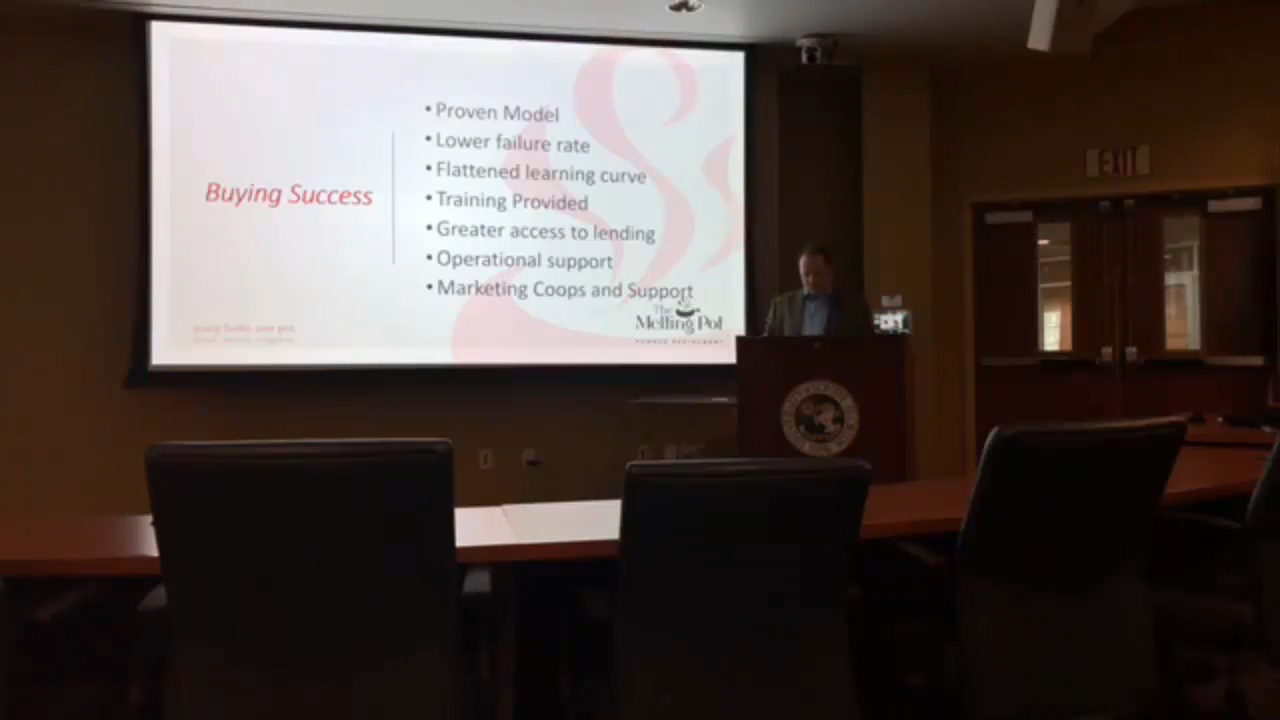 Buying Success
• Proven Model
• Lower failure rate
• Flattened learning curve
• Training Provided
• Greater access to lending
• Operational support
• Marketing Coops and Support
The
Melting Pot
EXIT